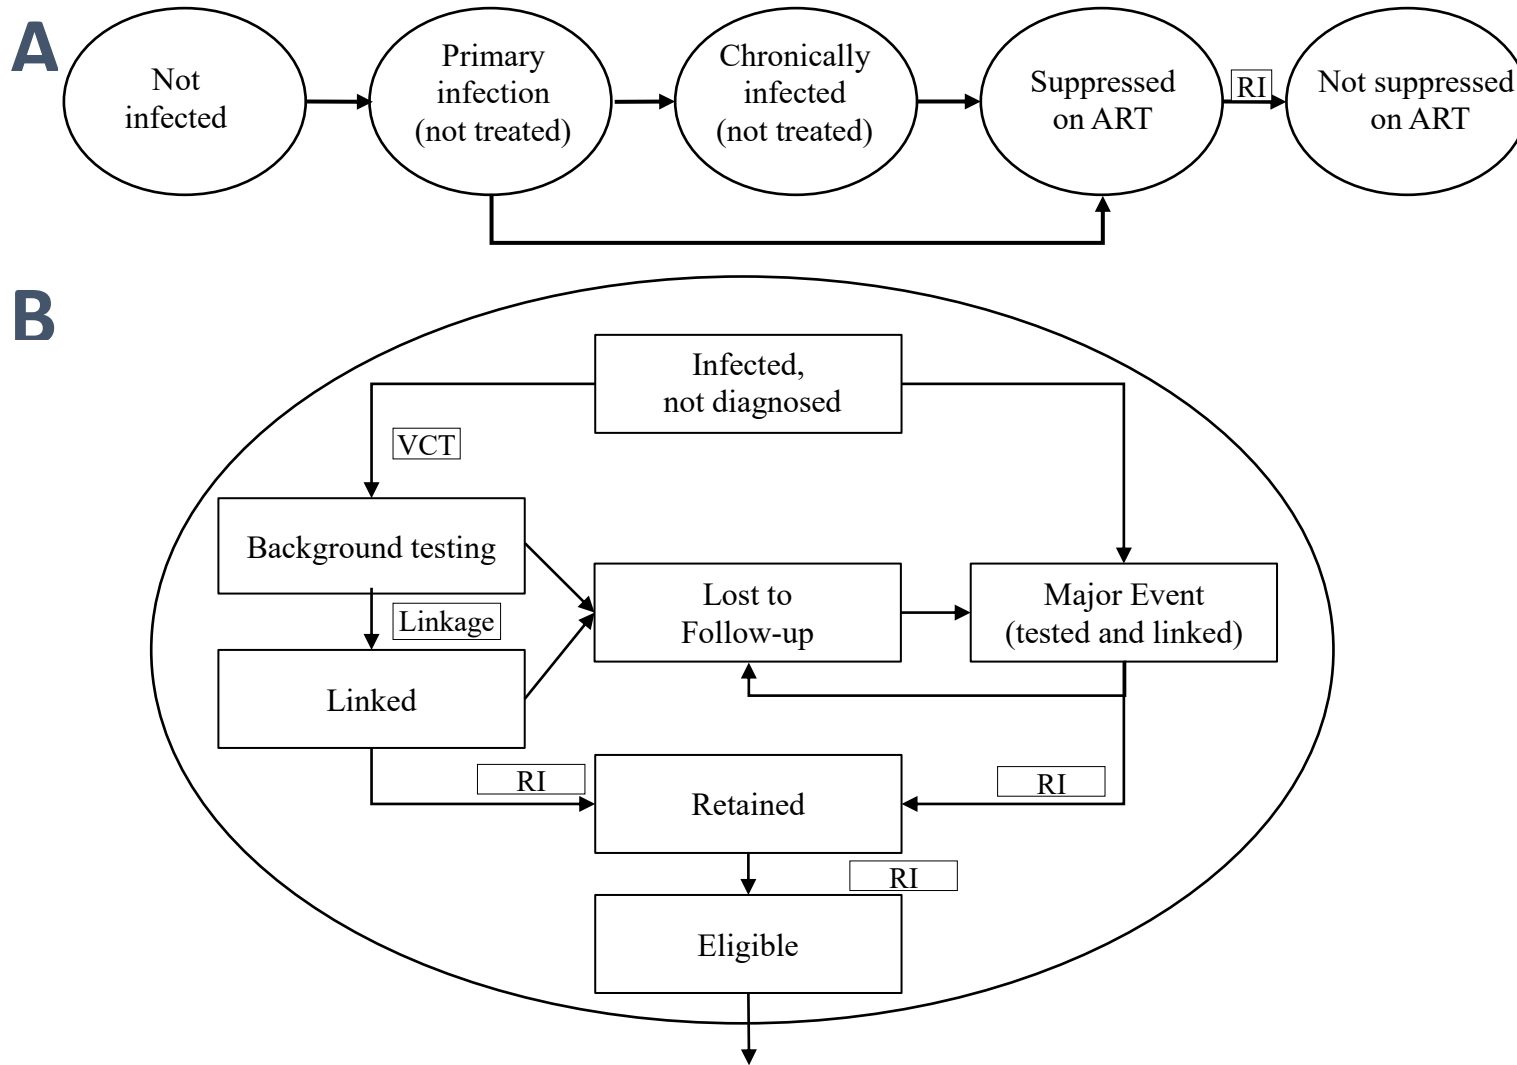 A
Not
infected
Primary
infection
(not treated)
Chronically
infected
(not treated)
Suppressed
on ART
RI
Not suppressed
on ART
B
Infected,
not diagnosed
VCT
Background testing
Linkage
Lost to
Follow-up
Major Event
(tested and linked)
Linked
RI
Retained
RI
RI
Eligible